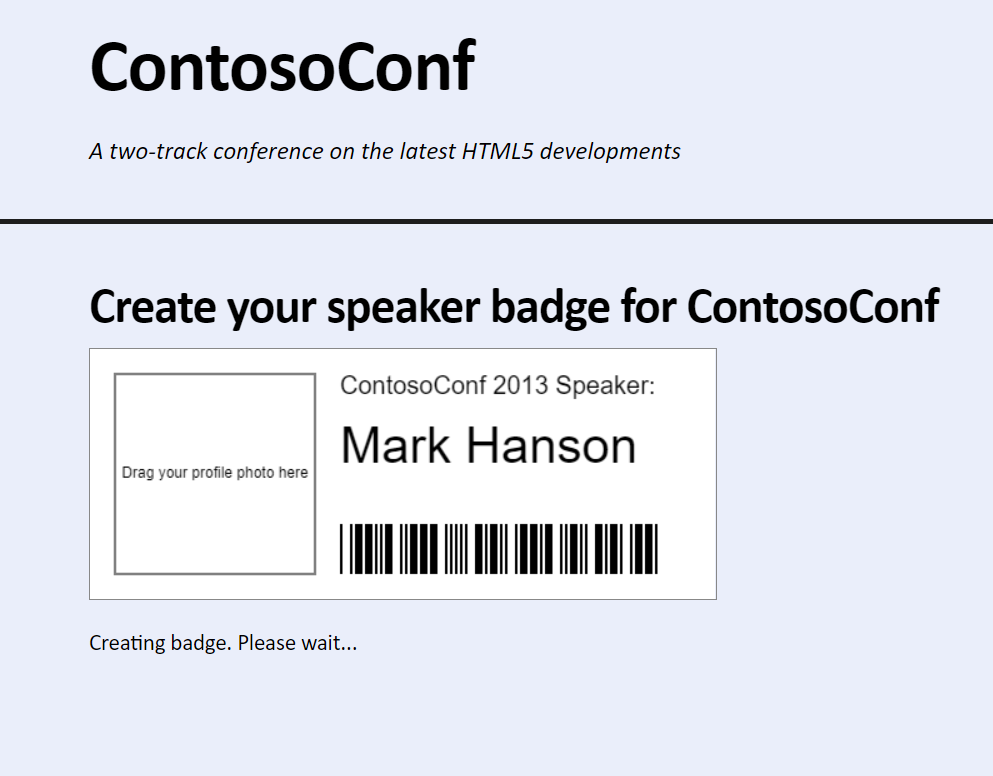 ContosoConf
A two-track conference on the latest HTML5 developments
Create your speaker badge for ContosoConf
ContosoConf 2013 Speaker:
Mark Hanson
Drag your profile photo here
Creating badge. Please wait...